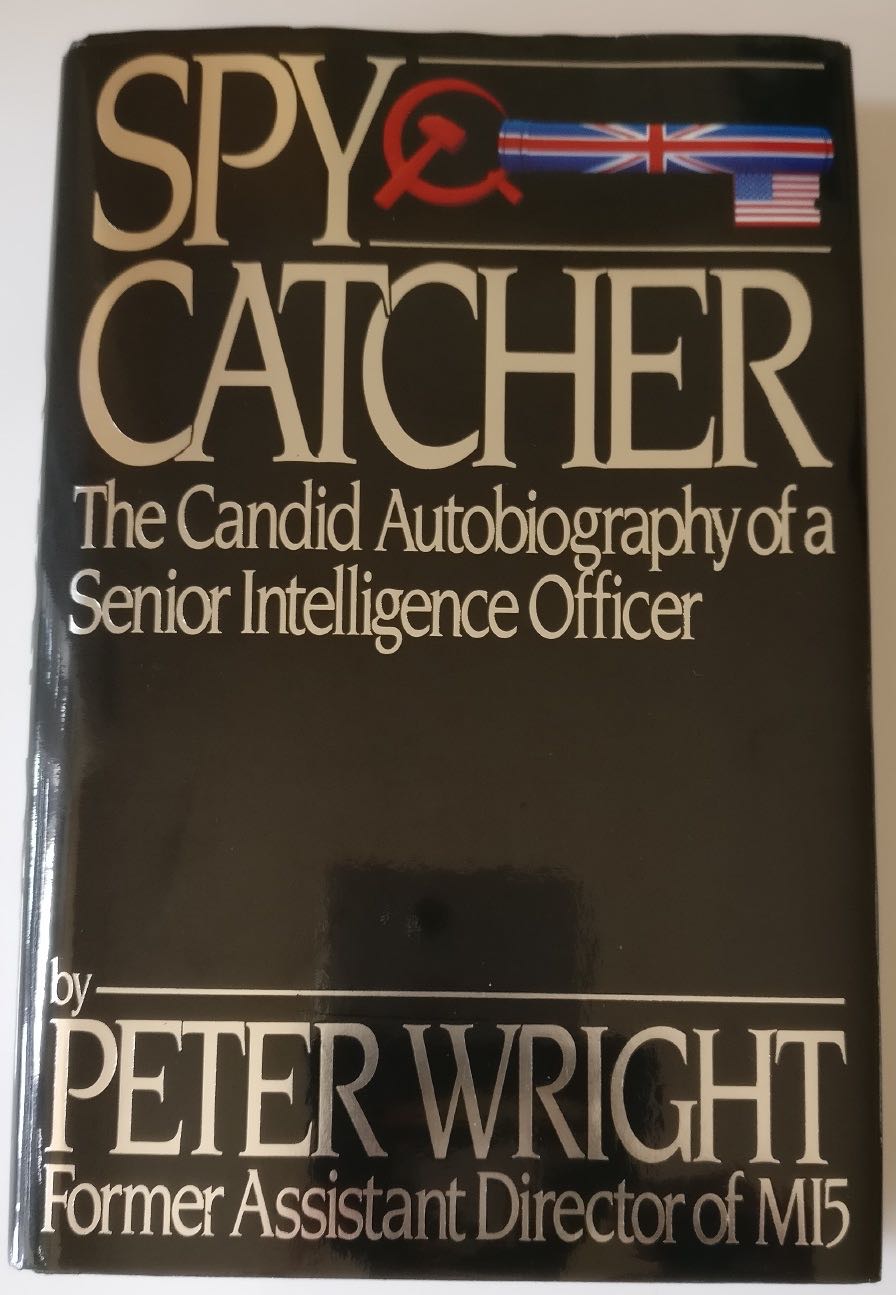 SPY
CATCHER
The Candid Autobiography of a
Senior Intelligence Officer
by
PETER WRIGHT
Former Assistant Director of MI5